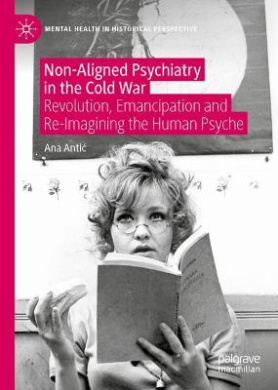 MENTAL HEALTH IN HISTORICAL PERSPECTIVE
Non-Aligned Psychiatry
in the Cold War
Revolution, Emancipation and
Re-Imagining the Human Psyche
Ana Antić
palgrave
macmillan